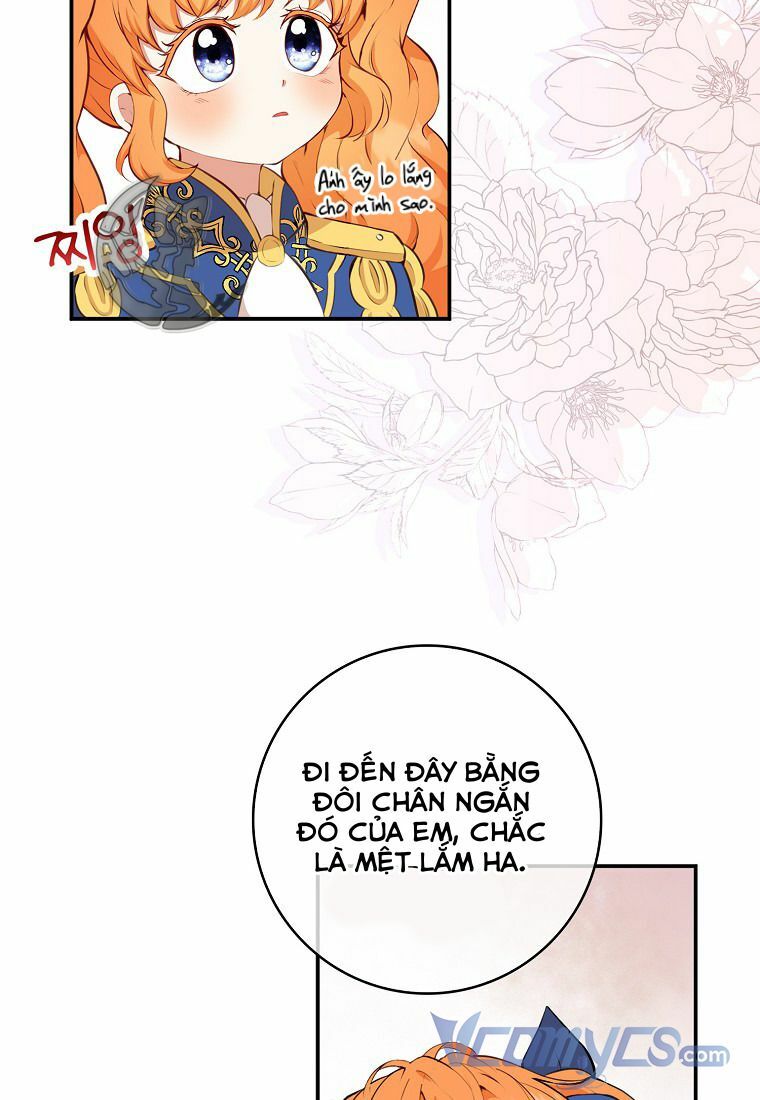 Anh ấy lo lắng
cho mình sao.
찌잉
ĐI ĐẾN ĐÂY BẰNG
ĐÔI CHÂN NGẮN
ĐÓ CỦA EM, CHẮC
LÀ MỆT LẮM HA.
VCOMYCS.com